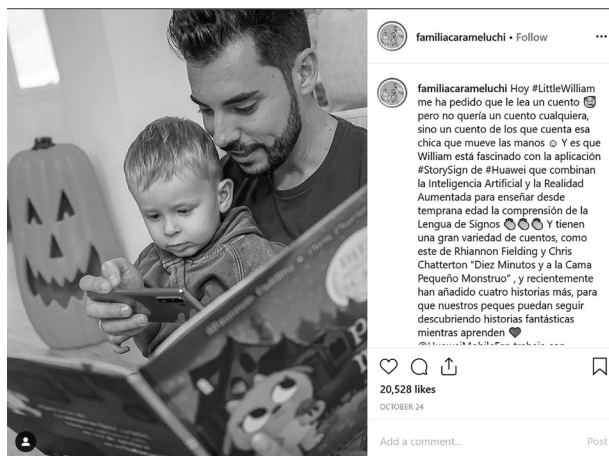 familiacarameluchi • Follow
familiacarameluchi Hoy #LittleWilliam
me ha pedido que le lea un cuento 🥰
pero no quería un cuento cualquiera,
sino un cuento de los que cuenta esa
chica que mueve las manos ☺ Y es que
William está fascinado con la aplicación
#StorySign de #Huawei que combinan
la Inteligencia Artificial y la Realidad
Aumentada para enseñar desde
temprana edad la comprensión de la
Lengua de Signos 👏👏👏 Y tienen
una gran variedad de cuentos, como
este de Rhiannon Fielding y Chris
Chatterton "Diez Minutos y a la Cama
Pequeño Monstruo" , y recientemente
han añadido cuatro historias más, para
que nuestros peques puedan seguir
descubriendo historias fantásticas
mientras aprenden 🖤
20,528 likes
OCTOBER 24
Add a comment...
Post